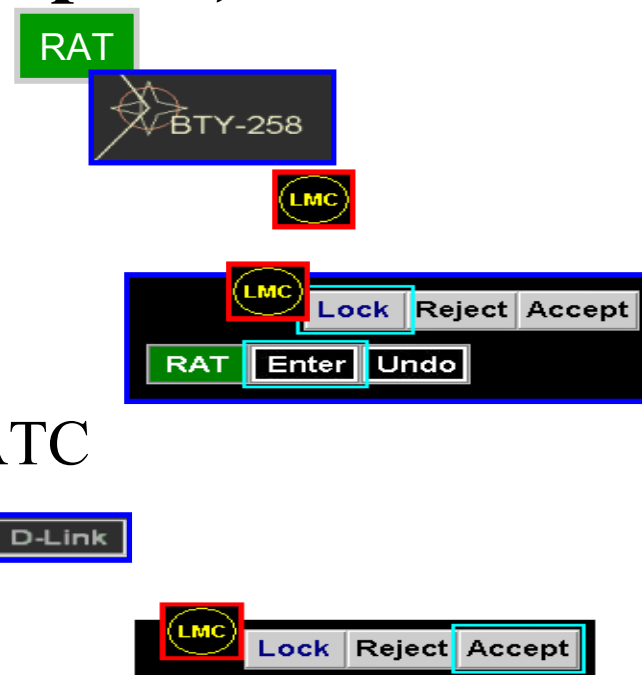 RAT
BTY-258
LMC
LMC
Lock Reject Accept
RAT Enter Undo
ATC
D-Link
LMC
Lock Reject Accept